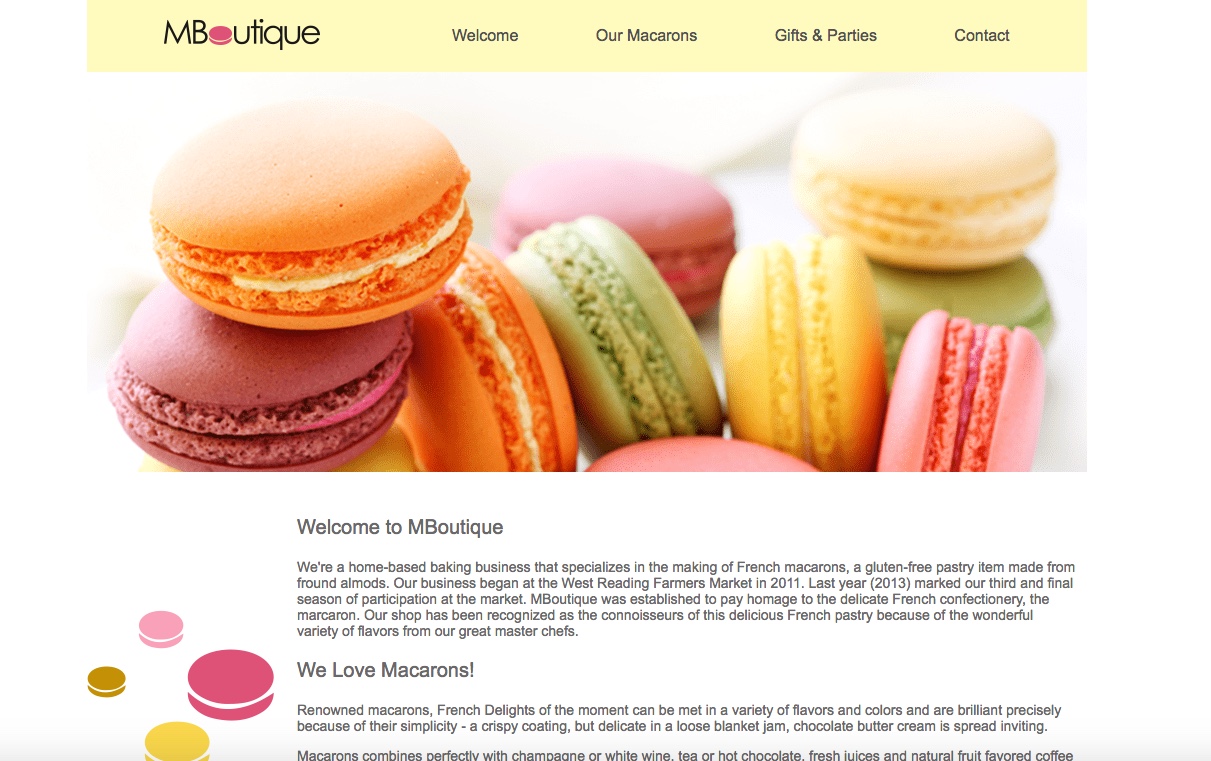 MBoutique
Welcome
Our Macarons
Gifts & Parties
Contact
Welcome to MBoutique
We're a home-based baking business that specializes in the making of French macarons, a gluten-free pastry item made from
fround almods. Our business began at the West Reading Farmers Market in 2011. Last year (2013) marked our third and final
season of participation at the market. MBoutique was established to pay homage to the delicate French confectionery, the
marcaron. Our shop has been recognized as the connoisseurs of this delicious French pastry because of the wonderful
variety of flavors from our great master chefs.
We Love Macarons!
Renowned macarons, French Delights of the moment can be met in a variety of flavors and colors and are brilliant precisely
because of their simplicity - a crispy coating, but delicate in a loose blanket jam, chocolate butter cream is spread inviting.
Macarons combines perfectly with champagne or white wine, tea or hot chocolate, fresh juices and natural fruit favored coffee